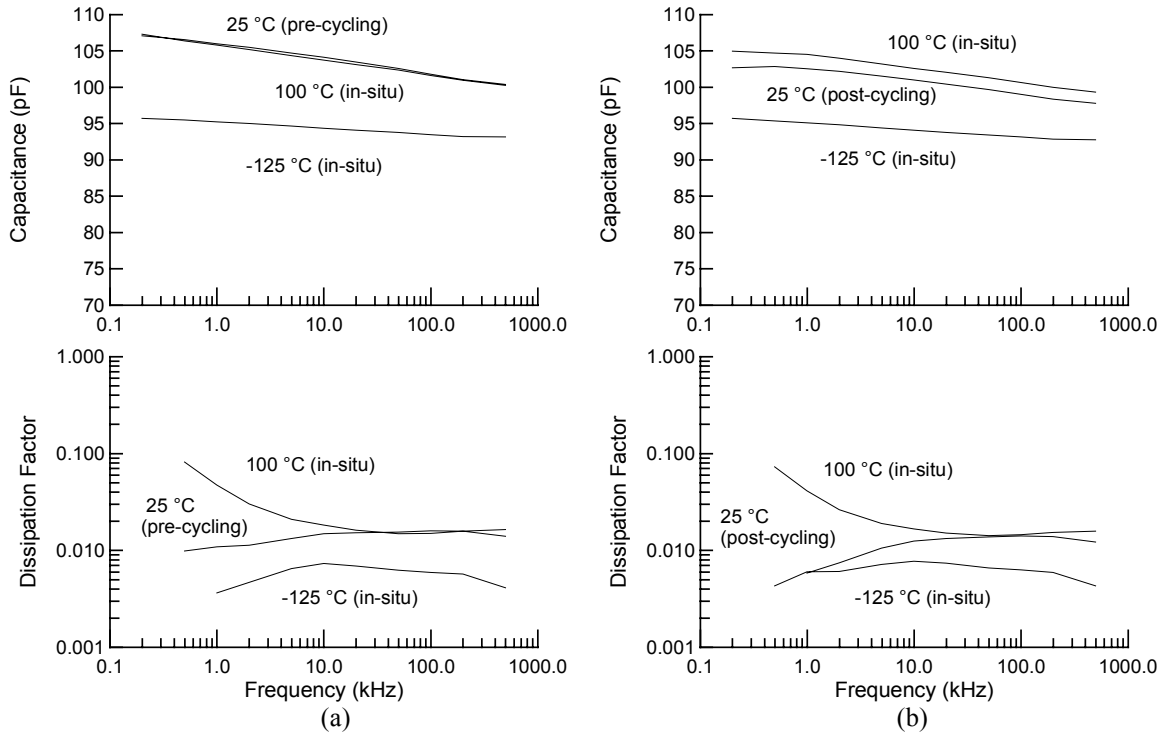 110
105
100
95
90
85
80
75
70
Capacitance (pF)
25 °C (pre-cycling)
100 °C (in-situ)
-125 °C (in-situ)
0.1
1.0
10.0
100.0
1000.0
1.000
0.100
0.010
0.001
Dissipation Factor
100 °C (in-situ)
25 °C
(pre-cycling)
-125 °C (in-situ)
0.1
1.0
10.0
100.0
1000.0
Frequency (kHz)
(a)
110
105
100
95
90
85
80
75
70
Capacitance (pF)
100 °C (in-situ)
25 °C (post-cycling)
-125 °C (in-situ)
0.1
1.0
10.0
100.0
1000.0
1.000
0.100
0.010
0.001
Dissipation Factor
100 °C (in-situ)
25 °C
(post-cycling)
-125 °C (in-situ)
0.1
1.0
10.0
100.0
1000.0
Frequency (kHz)
(b)